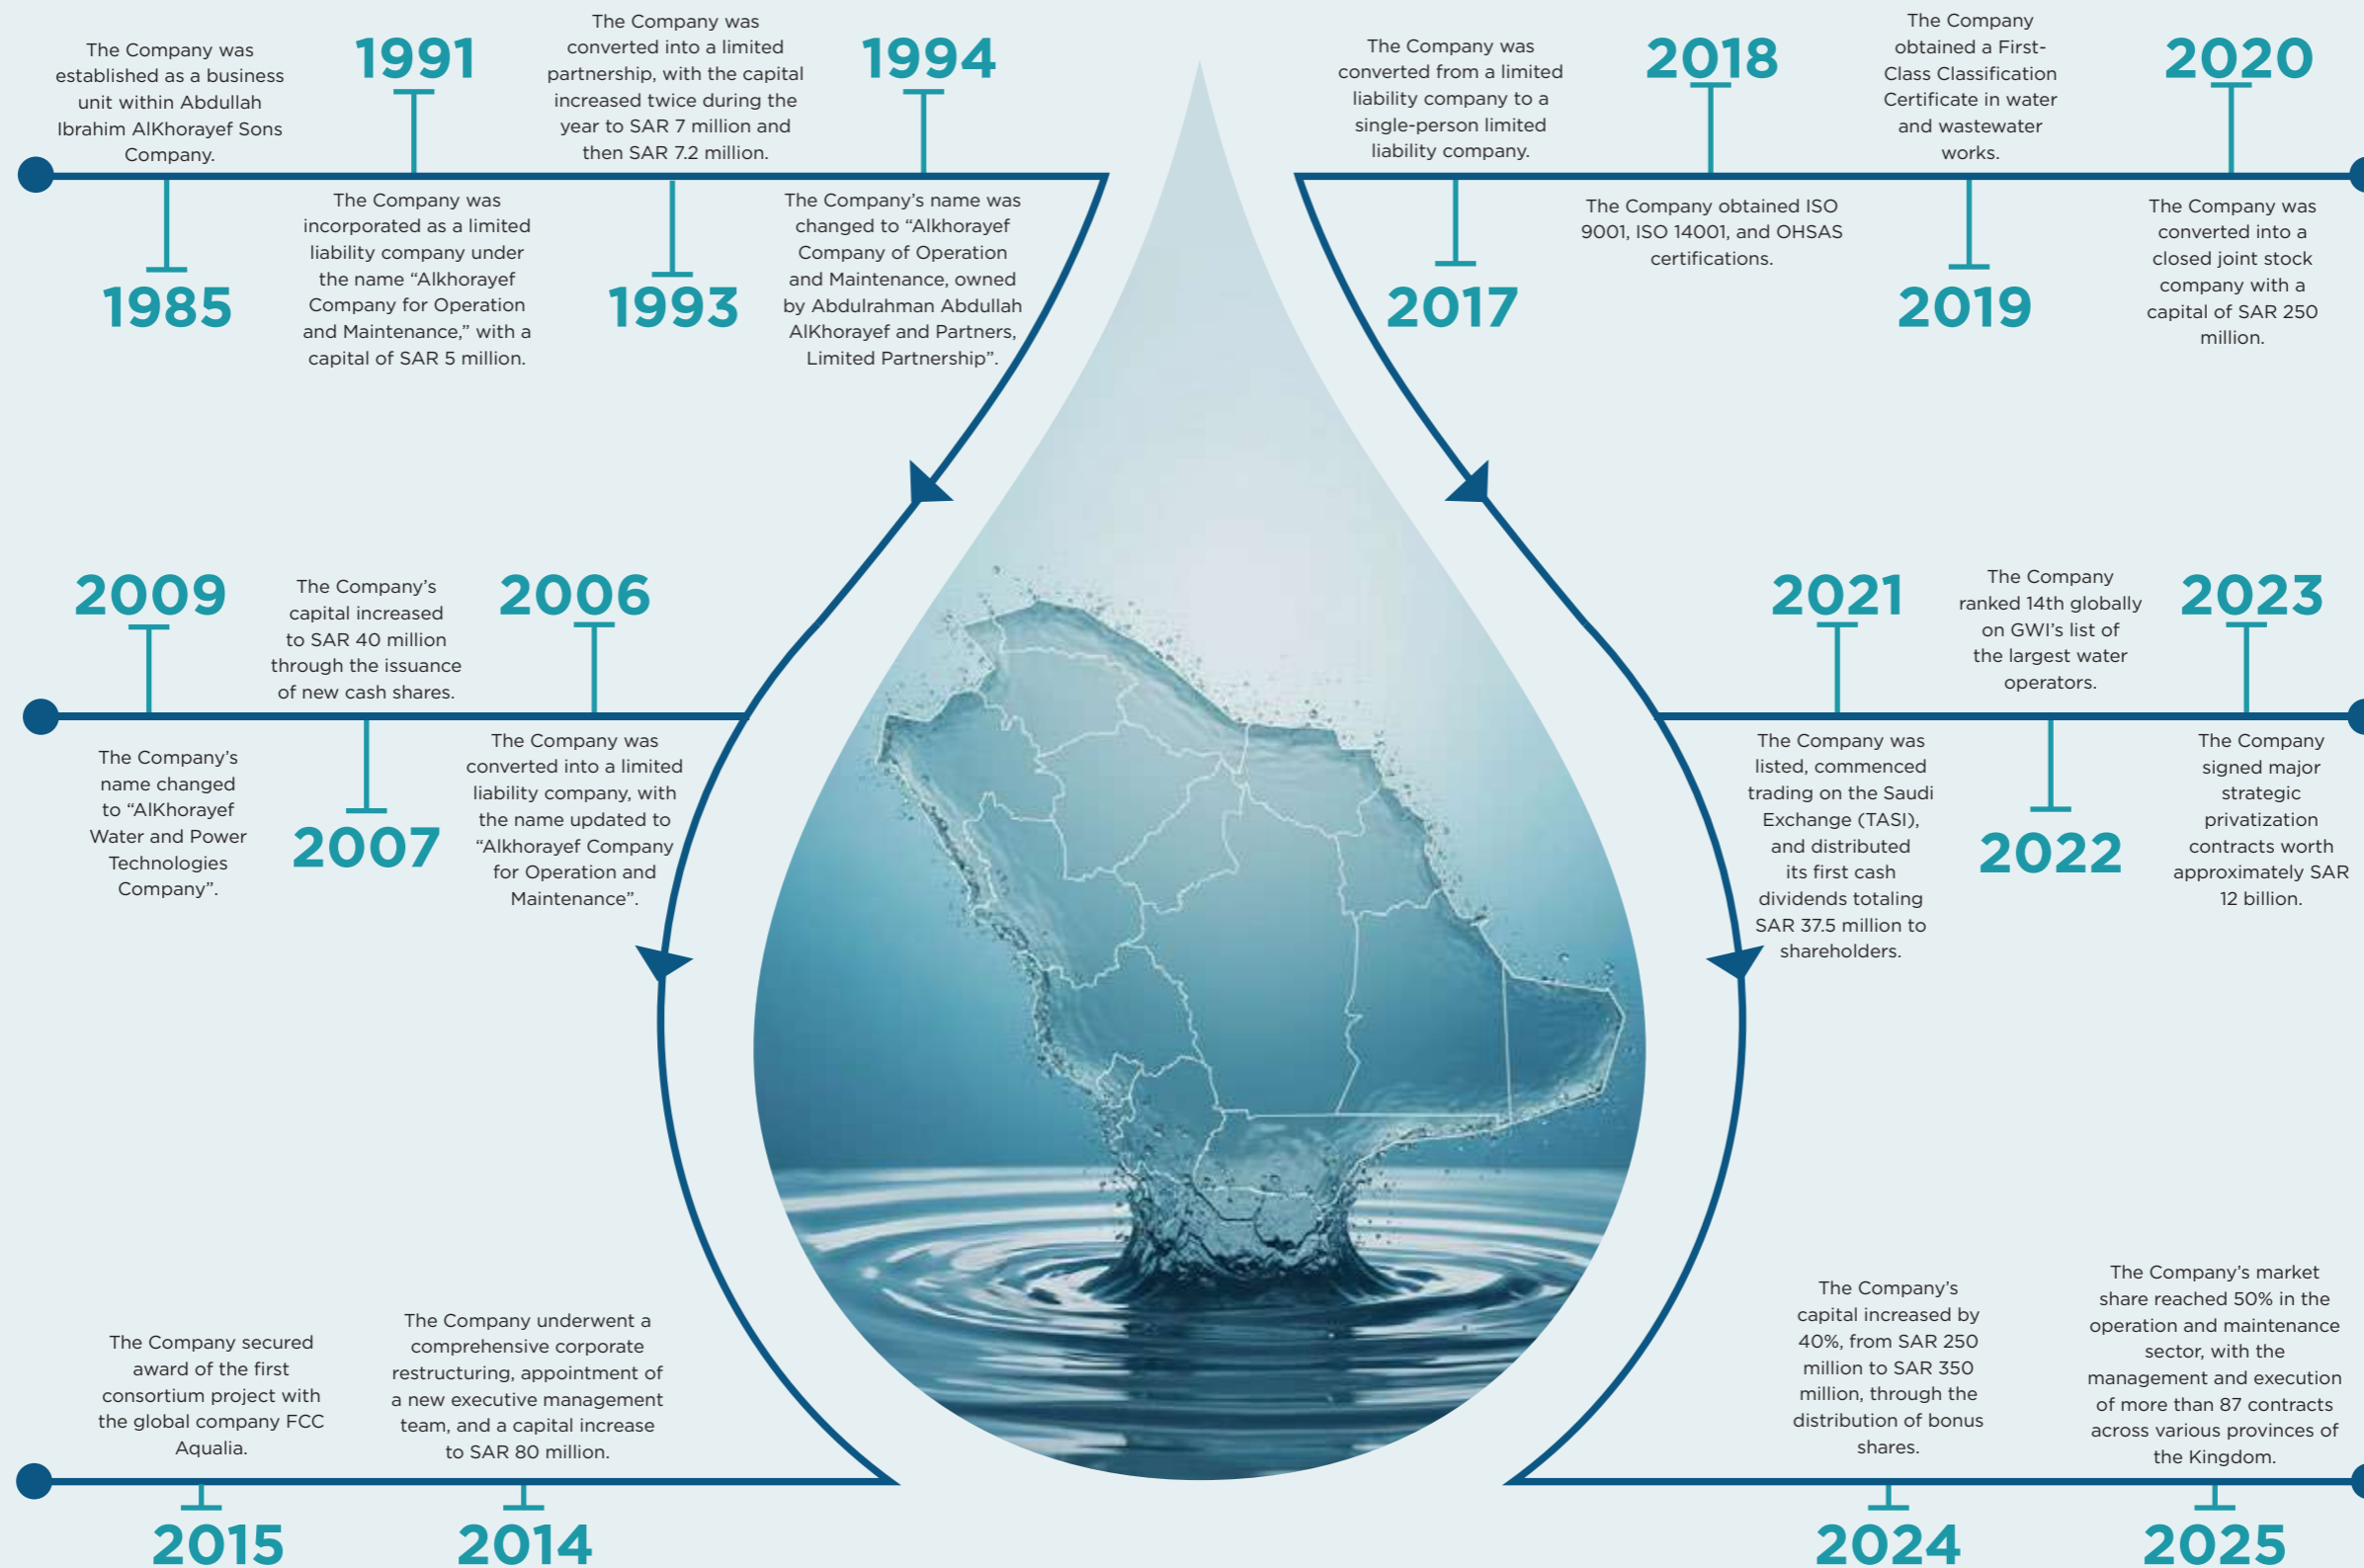 The Company was
established as a business
unit within Abdullah
Ibrahim AlKhorayef Sons
Company.
1985
1991
The Company was
incorporated as a limited
liability company under
the name “Alkhorayef
Company for Operation
and Maintenance,” with a
capital of SAR 5 million.
The Company was
converted into a limited
partnership, with the capital
increased twice during the
year to SAR 7 million and
then SAR 7.2 million.
1993
1994
The Company’s name was
changed to “Alkhorayef
Company of Operation
and Maintenance, owned
by Abdulrahman Abdullah
AlKhorayef and Partners,
Limited Partnership”.
2006
The Company was
converted into a limited
liability company, with
the name updated to
“Alkhorayef Company
for Operation and
Maintenance”.
The Company’s
capital increased
to SAR 40 million
through the issuance
of new cash shares.
2007
2009
The Company’s
name changed
to “AlKhorayef
Water and Power
Technologies
Company”.
The Company underwent a
comprehensive corporate
restructuring, appointment of
a new executive management
team, and a capital increase
to SAR 80 million.
2014
The Company secured
award of the first
consortium project with
the global company FCC
Aqualia.
2015
The Company was
converted from a limited
liability company to a
single-person limited
liability company.
2017
2018
The Company obtained ISO
9001, ISO 14001, and OHSAS
certifications.
The Company
obtained a First-
Class Classification
Certificate in water
and wastewater
works.
2019
2020
The Company was
converted into a
closed joint stock
company with a
capital of SAR 250
million.
2021
The Company was
listed, commenced
trading on the Saudi
Exchange (TASI),
and distributed
its first cash
dividends totaling
SAR 37.5 million to
shareholders.
The Company
ranked 14th globally
on GWI’s list of
the largest water
operators.
2022
2023
The Company
signed major
strategic
privatization
contracts worth
approximately SAR
12 billion.
The Company’s
capital increased by
40%, from SAR 250
million to SAR 350
million, through the
distribution of bonus
shares.
2024
The Company’s market
share reached 50% in the
operation and maintenance
sector, with the
management and execution
of more than 87 contracts
across various provinces of
the Kingdom.
2025